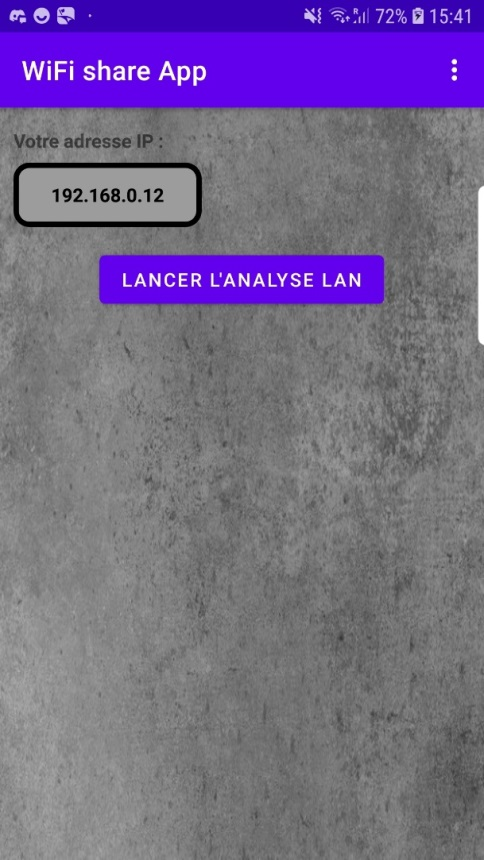 72% 15:41
WiFi share App
Votre adresse IP :
192.168.0.12
LANCER L'ANALYSE LAN